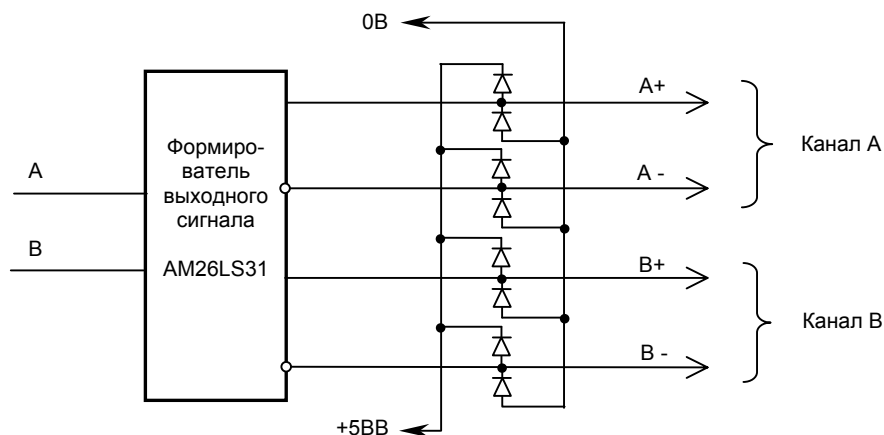 0В
A+
Формиро-
ватель
выходного
сигнала
AM26LS31
A
Канал А
A -
B
B+
Канал В
B -
+5ВВ